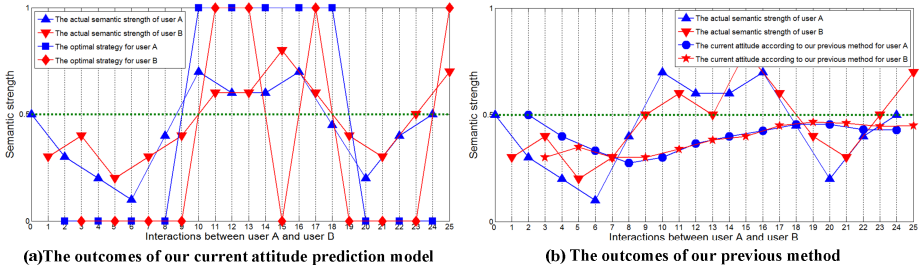 1
0.5
0
Semantic strength
The actual semantic strength of user A
The actual semantic strength of user B
The optimal strategy for user A
The optimal strategy for user B
0 1 2 3 4 5 6 7 8 9 10 11 12 13 14 15 16 17 18 19 20 21 22 23 24 25
Interactions between user A and user B
(a)The outcomes of our current attitude prediction model
1
0.5
0
Semantic strength
The actual semantic strength of user A
The actual semantic strength of user B
The current attitude according to our previous method for user A
The current attitude according to our previous method for user B
0 1 2 3 4 5 6 7 8 9 10 11 12 13 14 15 16 17 18 19 20 21 22 23 24 25
Interactions between user A and user B
(b) The outcomes of our previous method